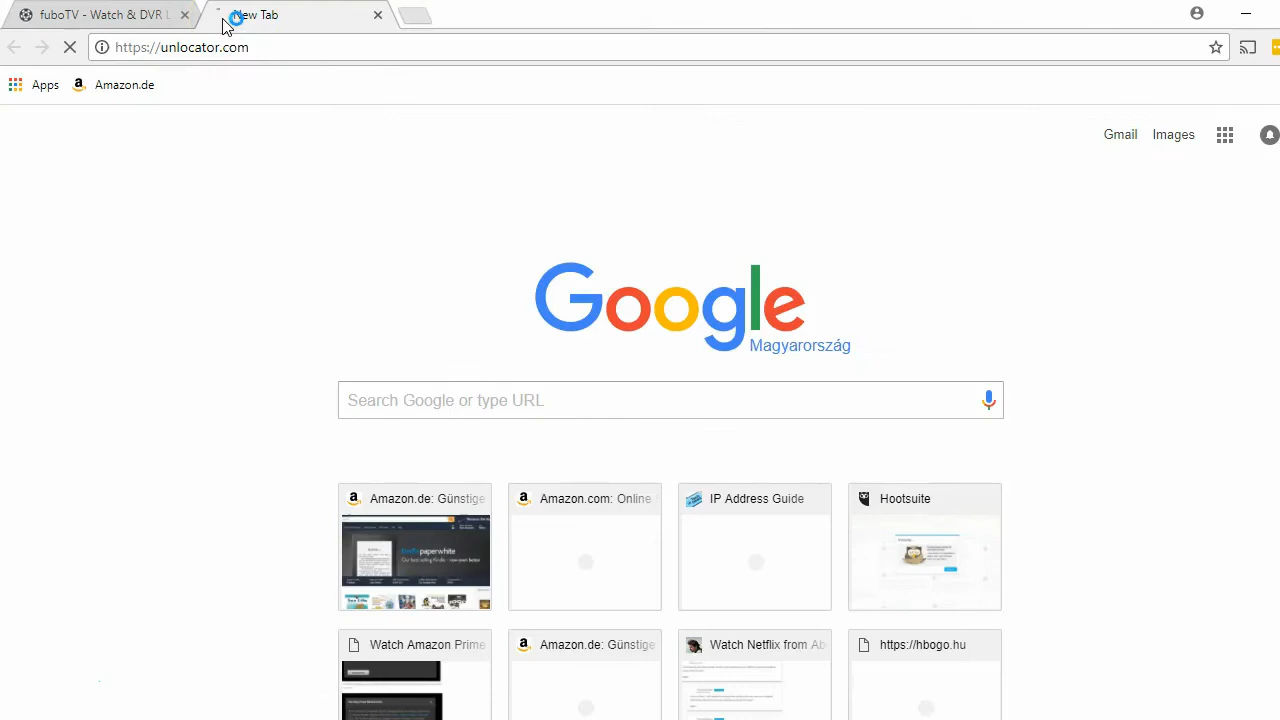 fuboTV - Watch & DVR L
New Tab
https://unlocator.com
Apps
Amazon.de
Gmail
Images
Google
Magyarország
Search Google or type URL
Amazon.de: Günstige
Amazon.com: Online
IP Address Guide
Hootsuite
kindle paperwhite
Watch Amazon Prime
Amazon.de: Günstige
Watch Netflix from Ab
https://hbogo.hu